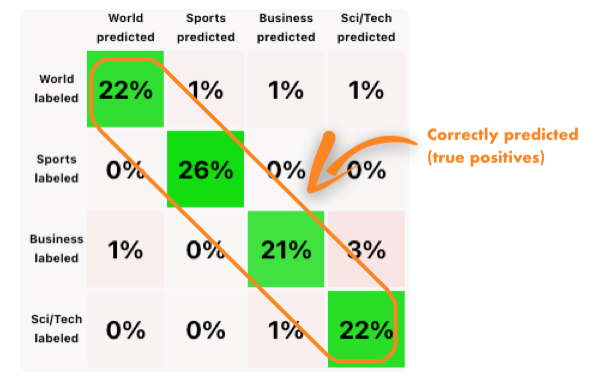 World Sports Business Sci/Tech
predicted predicted predicted predicted
World
labeled
22% 1% 1% 1%
Correctly predicted
(true positives)
Sports
labeled
0% 26% 0% 0%
Business
labeled
1% 0% 21% 3%
Sci/Tech
labeled
0% 0% 1% 22%